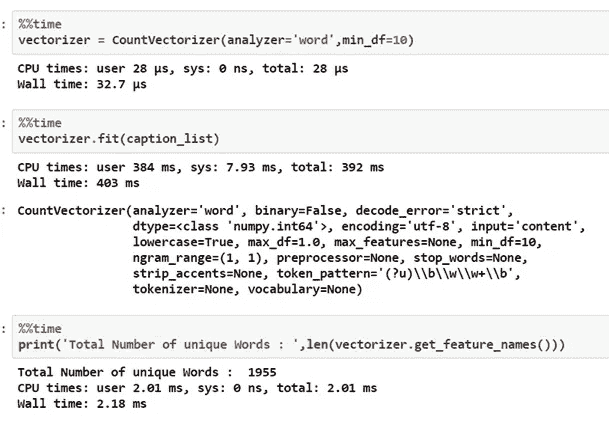 : %%time
vectorizer = CountVectorizer(analyzer='word',min_df=10)
CPU times: user 28 µs, sys: 0 ns, total: 28 µs
Wall time: 32.7 µs
: %%time
vectorizer.fit(caption_list)
CPU times: user 384 ms, sys: 7.93 ms, total: 392 ms
Wall time: 403 ms
: CountVectorizer(analyzer='word', binary=False, decode_error='strict',
dtype=<class 'numpy.int64'>, encoding='utf-8', input='content',
lowercase=True, max_df=1.0, max_features=None, min_df=10,
ngram_range=(1, 1), preprocessor=None, stop_words=None,
strip_accents=None, token_pattern='(?u)\\b\\w\\w+\\b',
tokenizer=None, vocabulary=None)
: %%time
print('Total Number of unique Words : ',len(vectorizer.get_feature_names()))
Total Number of unique Words :  1955
CPU times: user 2.01 ms, sys: 0 ns, total: 2.01 ms
Wall time: 2.18 ms